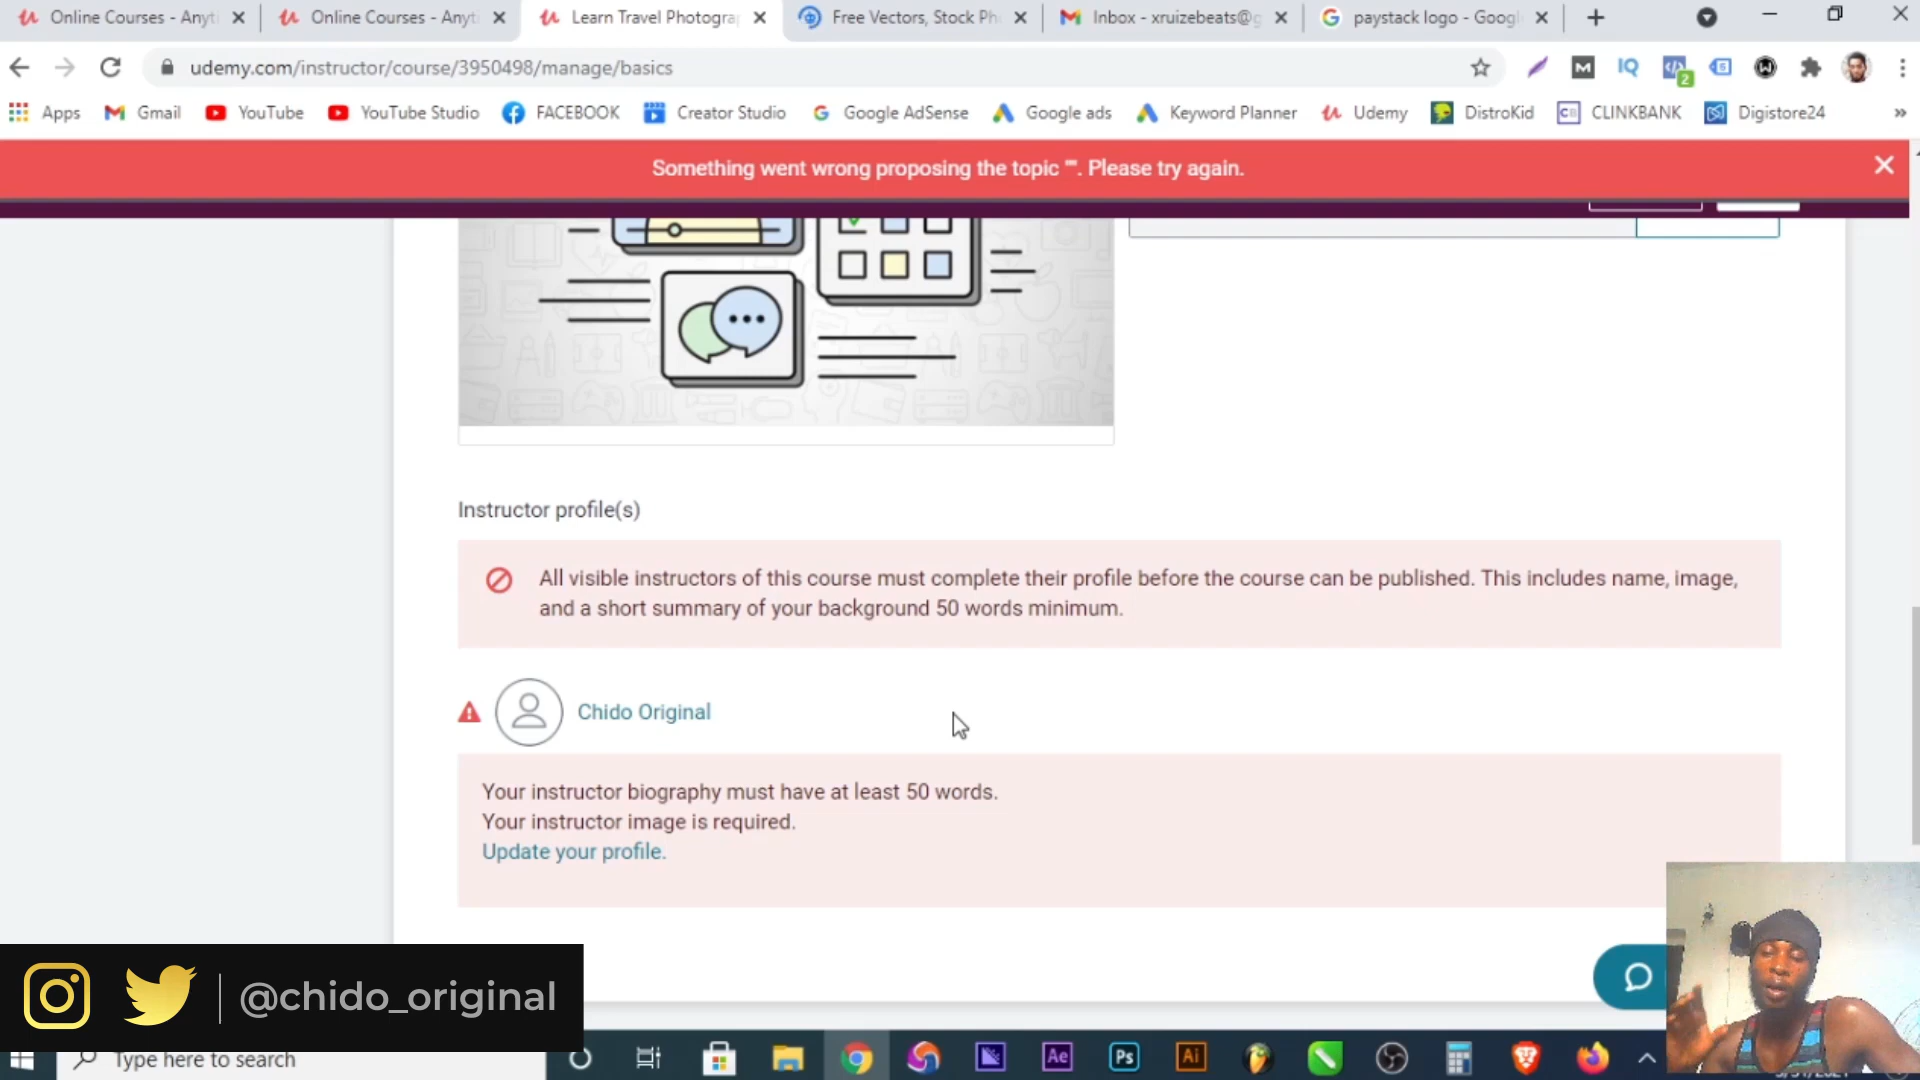 Online Courses - Anyt
Online Courses - Anyt
Learn Travel Photogra
Free Vectors, Stock Ph
Inbox - xruizebeats@g
paystack logo - Googl
udemy.com/instructor/course/3950498/manage/basics
Apps
Gmail
YouTube
YouTube Studio
FACEBOOK
Creator Studio
Google AdSense
Google ads
Keyword Planner
Udemy
DistroKid
CLINKBANK
Digistore24
Something went wrong proposing the topic "". Please try again.
Instructor profile(s)
All visible instructors of this course must complete their profile before the course can be published. This includes name, image,
and a short summary of your background 50 words minimum.
Chido Original
Your instructor biography must have at least 50 words.
Your instructor image is required.
Update your profile.
@chido_original
Type here to search